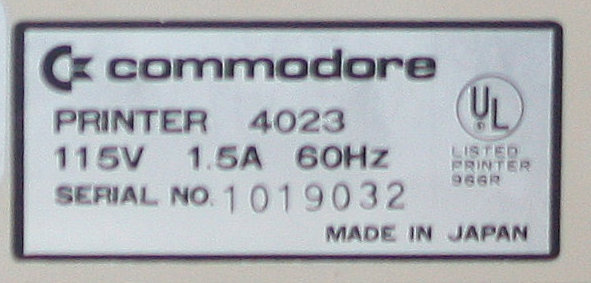 commodore
PRINTER 4023
115V 1.5A 60Hz
SERIAL NO. 1019032
UL
LISTED
PRINTER
966R
MADE IN JAPAN